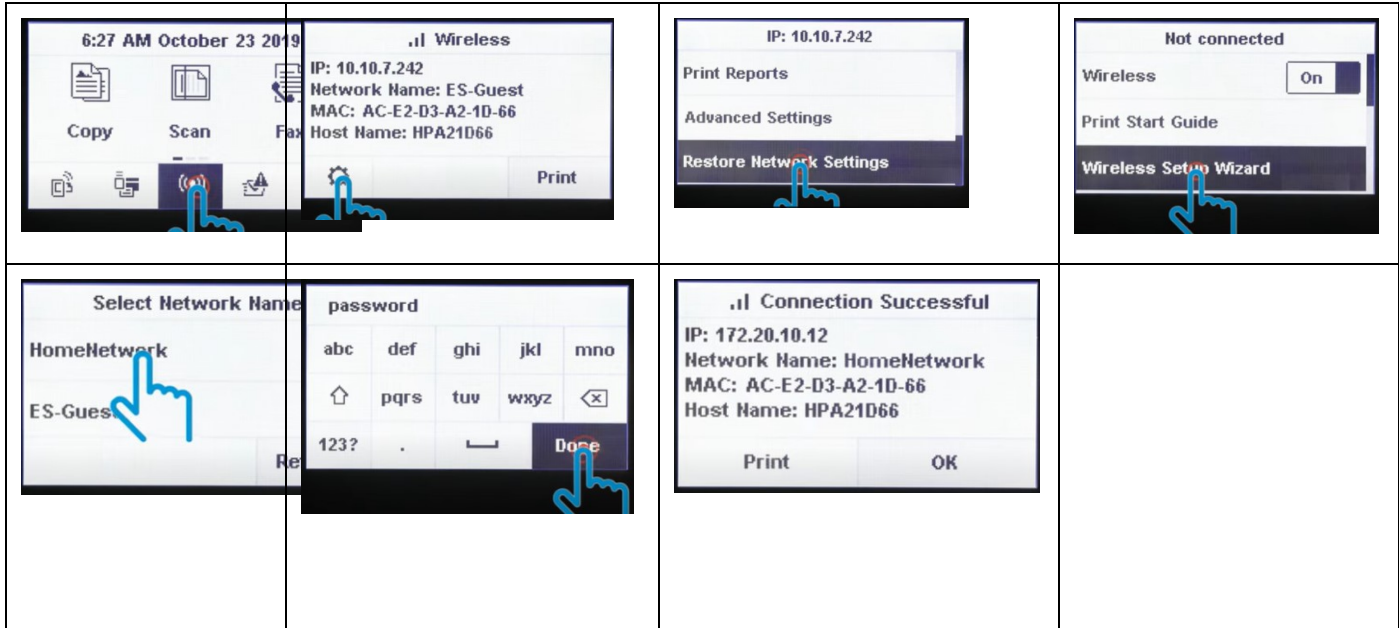 6:27 AM October 23 2019
Copy
Scan
Fax
Wireless
IP: 10.10.7.242
Network Name: ES-Guest
MAC: AC-E2-D3-A2-1D-66
Host Name: HPA21D66
Print
IP: 10.10.7.242
Print Reports
Advanced Settings
Restore Network Settings
Not connected
Wireless
On
Print Start Guide
Wireless Setup Wizard
Select Network Name
HomeNetwork
password
abc def ghi jkl mno
pqrs tuv wxyz
123? . Done
Connection Successful
IP: 172.20.10.12
Network Name: HomeNetwork
MAC: AC-E2-D3-A2-1D-66
Host Name: HPA21D66
Print
OK